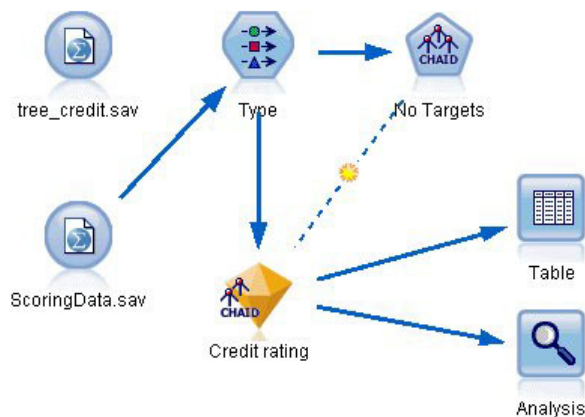 tree_credit.sav
Type
CHAID
No Targets
ScoringData.sav
CHAID
Credit rating
Table
Analysis